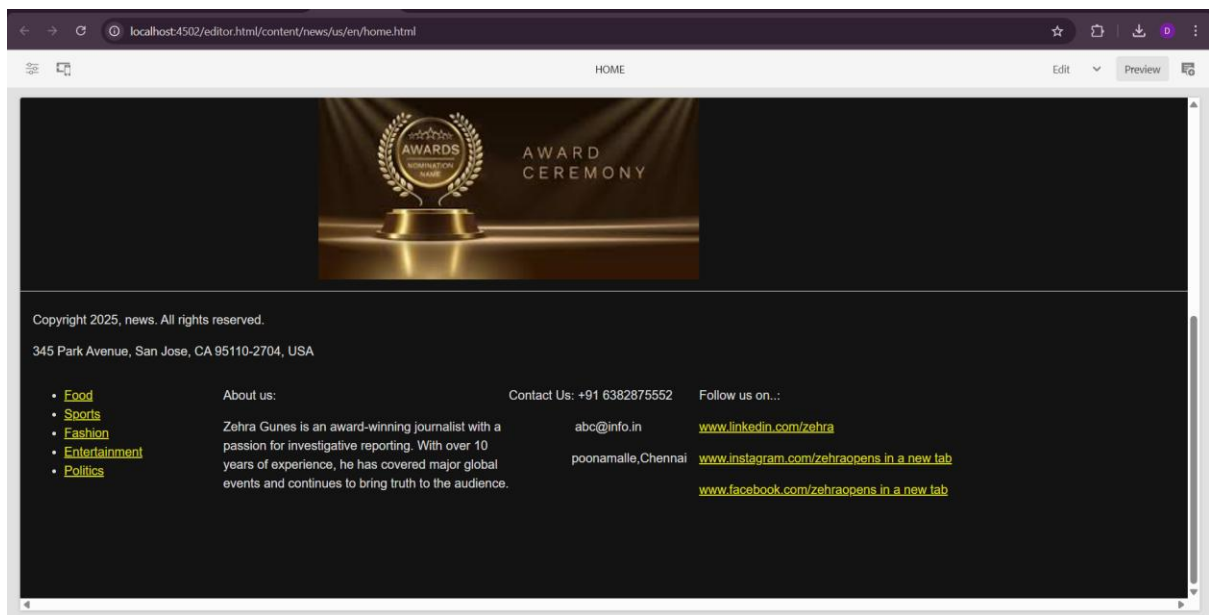 localhost:4502/editor.html/content/news/us/en/home.html
D
HOME
Edit
Preview
AWARDS
NOMINATION
NAME
AWARD
CEREMONY
Copyright 2025, news. All rights reserved.
345 Park Avenue, San Jose, CA 95110-2704, USA
Food
Sports
Fashion
Entertainment
Politics
About us:
Zehra Gunes is an award-winning journalist with a
passion for investigative reporting. With over 10
years of experience, he has covered major global
events and continues to bring truth to the audience.
Contact Us: +91 6382875552
abc@info.in
poonamalle,Chennai
Follow us on..:
www.linkedin.com/zehra
www.instagram.com/zehraopens in a new tab
www.facebook.com/zehraopens in a new tab